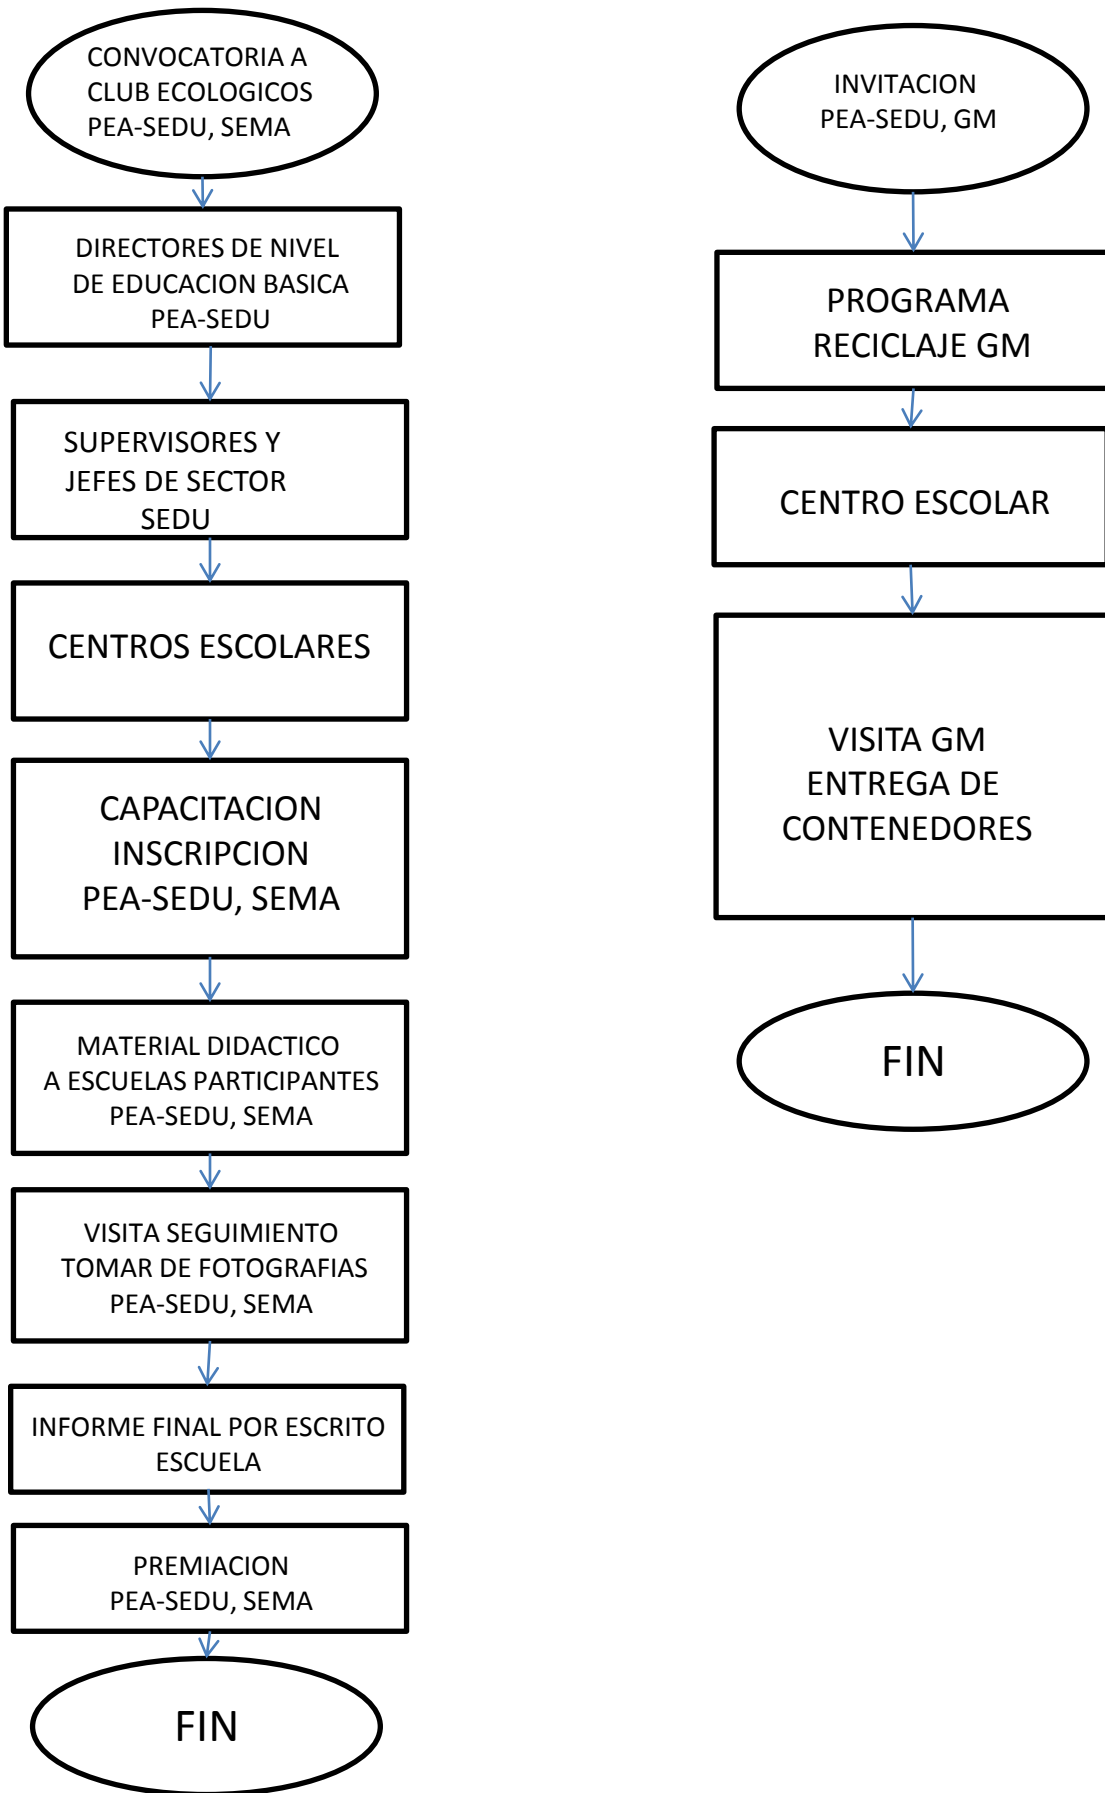 CONVOCATORIA A
CLUB ECOLOGICOS
PEA-SEDU, SEMA
DIRECTORES DE NIVEL
DE EDUCACION BASICA
PEA-SEDU
SUPERVISORES Y
JEFES DE SECTOR
SEDU
CENTROS ESCOLARES
CAPACITACION
INSCRIPCION
PEA-SEDU, SEMA
MATERIAL DIDACTICO
A ESCUELAS PARTICIPANTES
PEA-SEDU, SEMA
VISITA SEGUIMIENTO
TOMAR DE FOTOGRAFIAS
PEA-SEDU, SEMA
INFORME FINAL POR ESCRITO
ESCUELA
PREMIACION
PEA-SEDU, SEMA
FIN
INVITACION
PEA-SEDU, GM
PROGRAMA
RECICLAJE GM
CENTRO ESCOLAR
VISITA GM
ENTREGA DE
CONTENEDORES
FIN